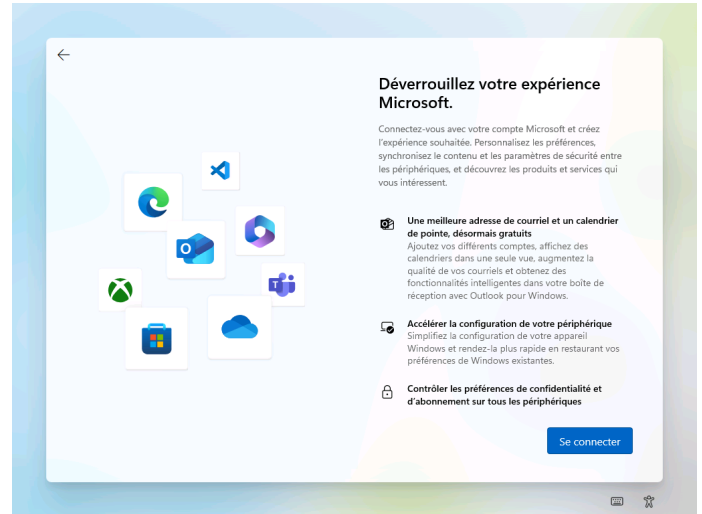 Déverrouillez votre expérience
Microsoft.
Connectez-vous avec votre compte Microsoft et créez
l'expérience souhaitée. Personnalisez les préférences,
synchronisez le contenu et les paramètres de sécurité entre
les périphériques, et découvrez les produits et services qui
vous intéressent.
Une meilleure adresse de courriel et un calendrier
de pointe, désormais gratuits
Ajoutez vos différents comptes, affichez des
calendriers dans une seule vue, augmentez la
qualité de vos courriels et obtenez des
fonctionnalités intelligentes dans votre boîte de
réception avec Outlook pour Windows.
Accélérer la configuration de votre périphérique
Simplifiez la configuration de votre appareil
Windows et rendez-la plus rapide en restaurant vos
préférences de Windows existantes.
Contrôler les préférences de confidentialité et
d'abonnement sur tous les périphériques
Se connecter